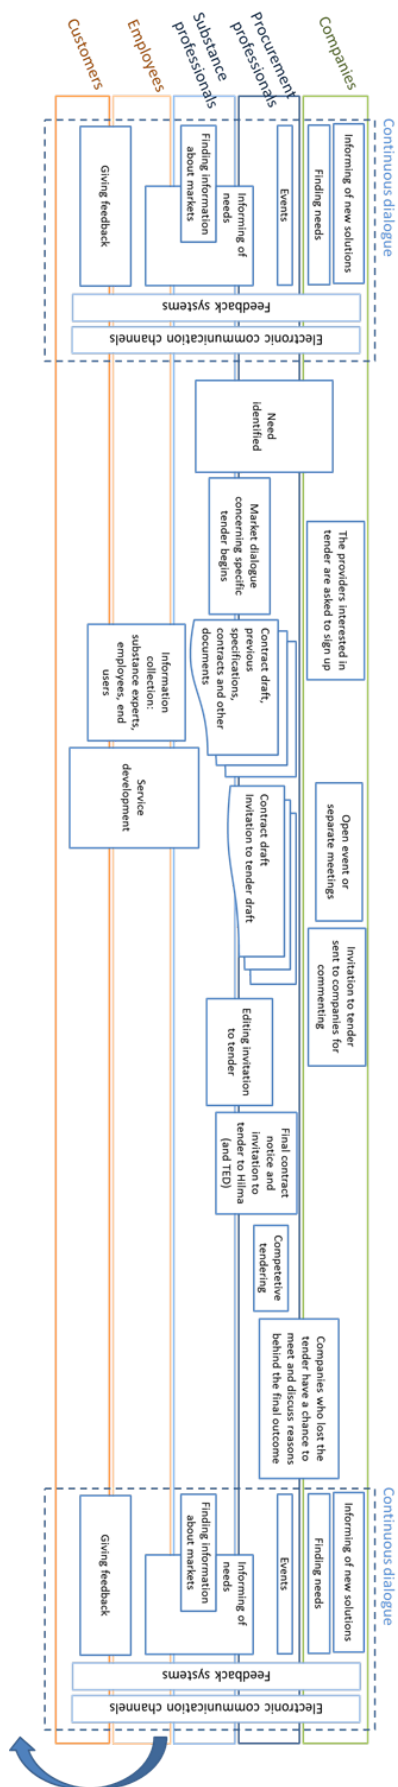 Companies
Procurement
professionals
Substance
professionals
Employees
Customers
Continuous dialogue
Informing of new solutions
Finding needs
Events
Informing of
needs
Finding information
about markets
Giving feedback
Feedback systems
Electronic communication channels
Need
identified
Market dialogue
concerning specific
tender begins
The providers interested in
tender are asked to sign up
Contract draft,
previous
specifications,
contracts and other
documents
Information
collection:
substance experts,
employees, end
users
Service
development
Open event or
separate meetings
Contract draft
Invitation to tender draft
Invitation to tender
sent to companies for
commenting
Editing invitation
to tender
Final contract
notice and
invitation to
tender to Hilma
(and TED)
Competetive
tendering
Companies who lost the
tender have a chance to
meet and discuss reasons
behind the final outcome
Continuous dialogue
Informing of new solutions
Finding needs
Events
Informing of
needs
Finding information
about markets
Giving feedback
Feedback systems
Electronic communication channels